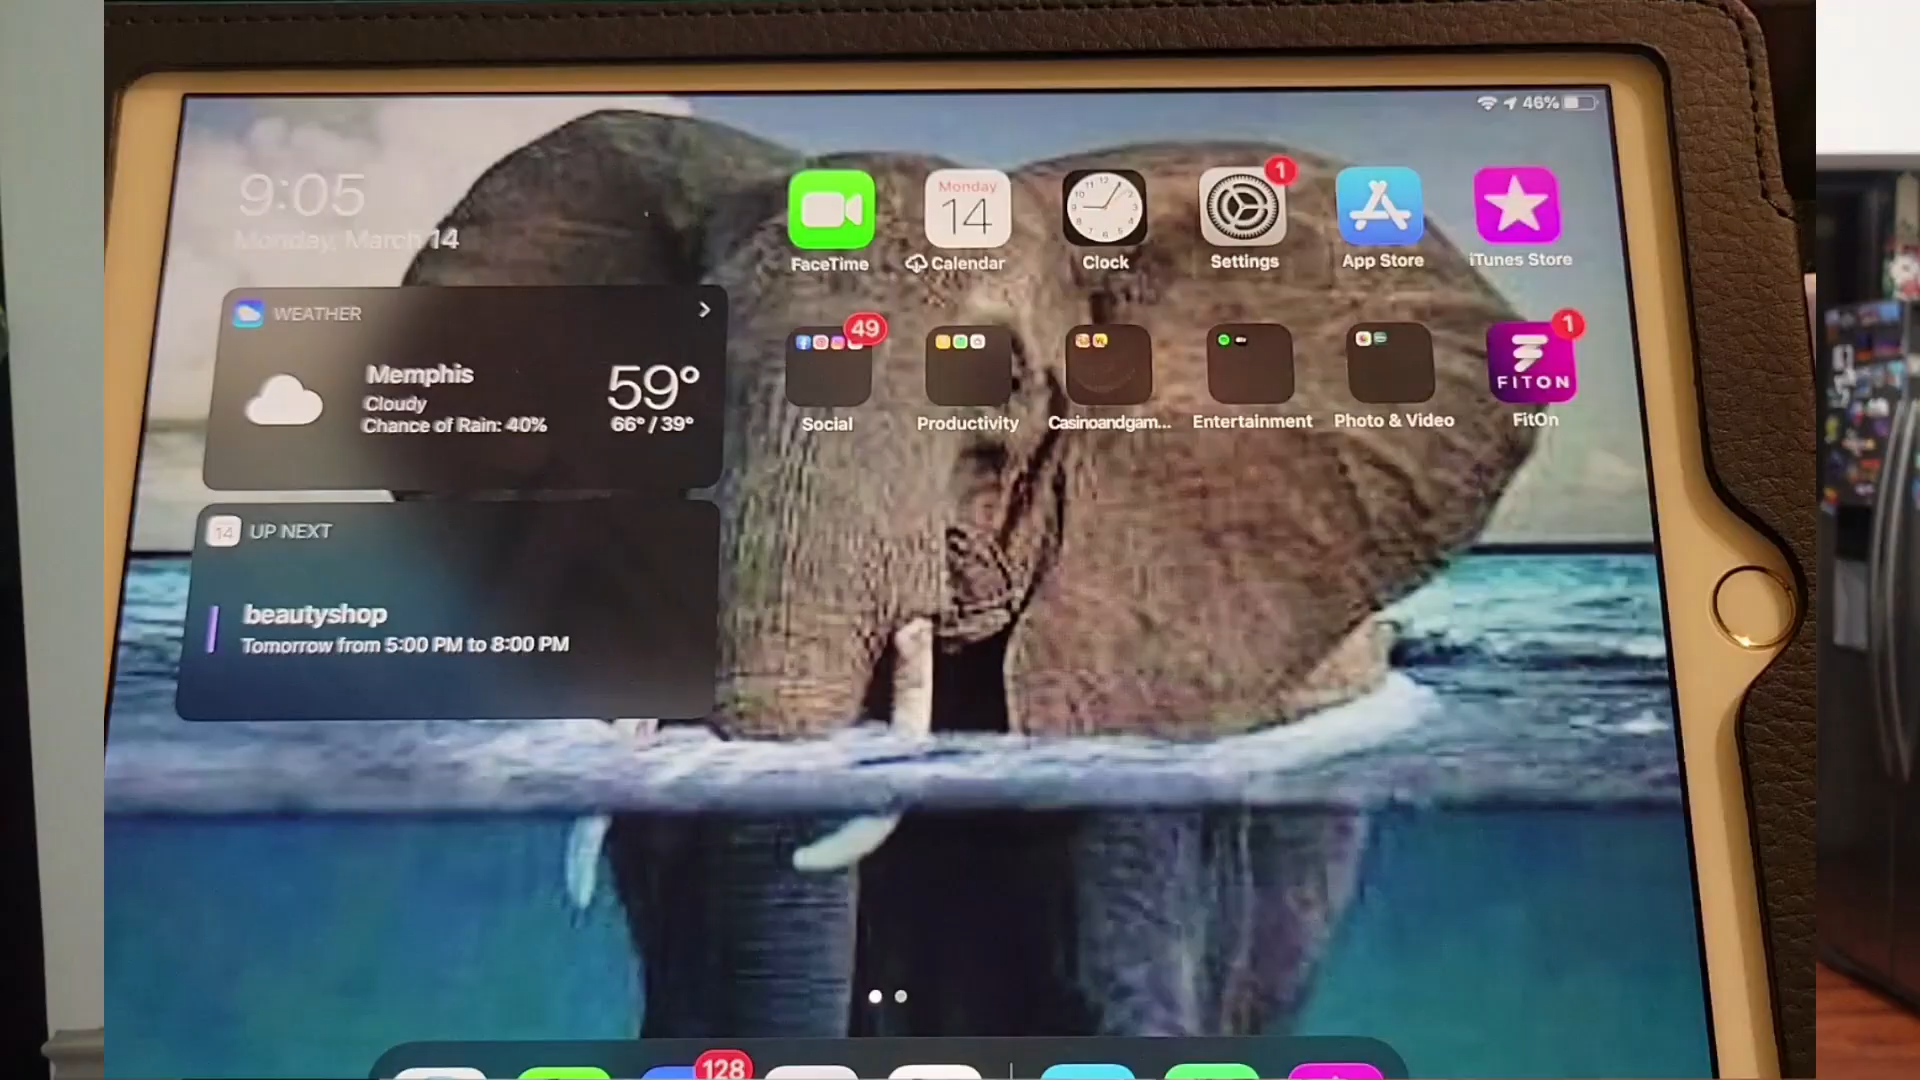 46%
9:05
Monday, March 14
WEATHER
Memphis
Cloudy
Chance of Rain: 40%
59°
66° / 39°
14
UP NEXT
beautyshop
Tomorrow from 5:00 PM to 8:00 PM
Monday
14
1
FaceTime
Calendar
Clock
Settings
App Store
iTunes Store
49
1
FITON
Social
Productivity
Casinoandgam...
Entertainment
Photo & Video
FitOn
128